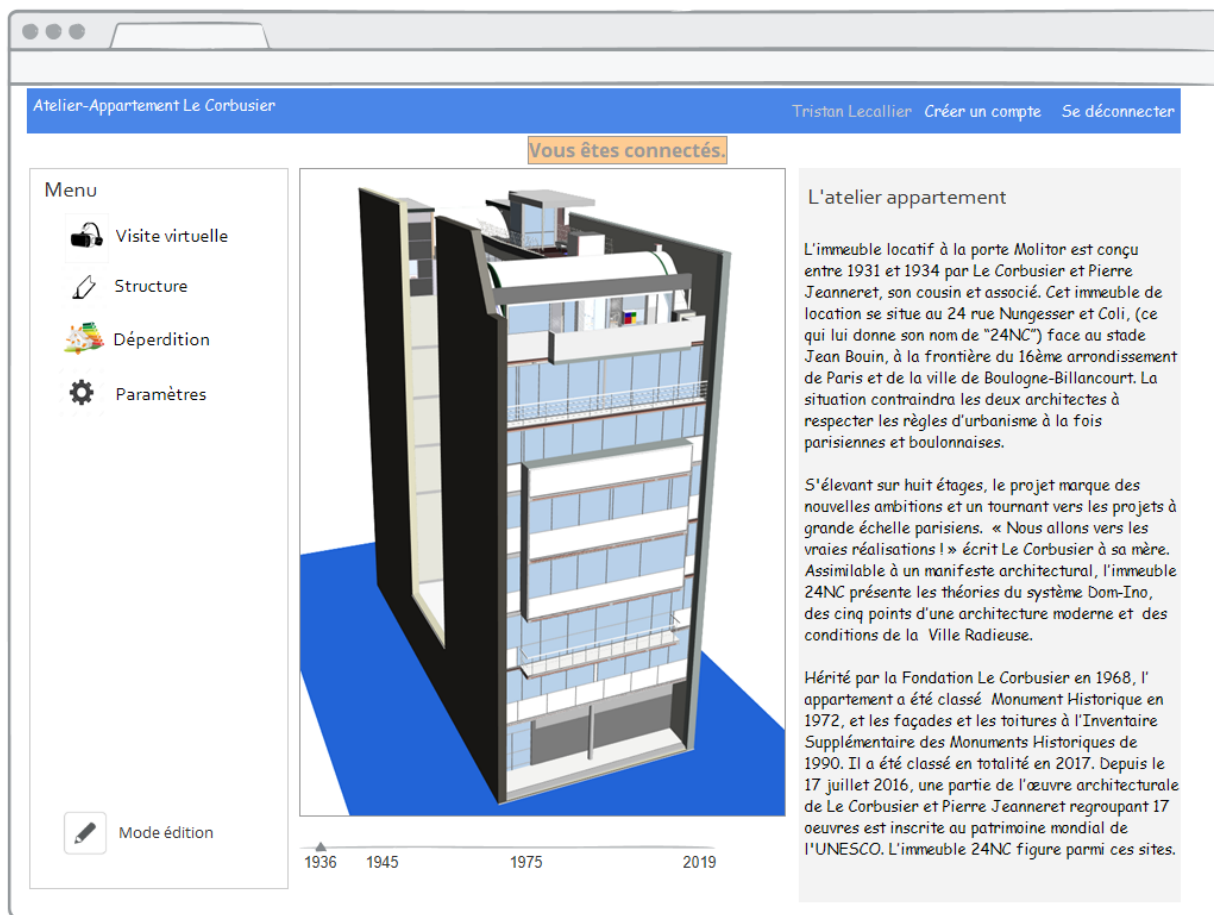 Atelier-Appartement Le Corbusier
Tristan Lecallier Créer un compte Se déconnecter
Vous êtes connectés.
Menu
Visite virtuelle
Structure
Déperdition
Paramètres
Mode édition
1936 1945 1975 2019
L'atelier appartement
L'immeuble locatif à la porte Molitor est conçu
entre 1931 et 1934 par Le Corbusier et Pierre
Jeanneret, son cousin et associé. Cet immeuble de
location se situe au 24 rue Nungesser et Coli, (ce
qui lui donne son nom de “24NC”) face au stade
Jean Bouin, à la frontière du 16ème arrondissement
de Paris et de la ville de Boulogne-Billancourt. La
situation contraindra les deux architectes à
respecter les règles d'urbanisme à la fois
parisiennes et boulonnaises.
S'élevant sur huit étages, le projet marque des
nouvelles ambitions et un tournant vers les projets à
grande échelle parisiens. « Nous allons vers les
vraies réalisations ! » écrit Le Corbusier à sa mère.
Assimilable à un manifeste architectural, l'immeuble
24NC présente les théories du système Dom-Ino,
des cinq points d'une architecture moderne et des
conditions de la Ville Radieuse.
Hérité par la Fondation Le Corbusier en 1968, l'
appartement a été classé Monument Historique en
1972, et les façades et les toitures à l'Inventaire
Supplémentaire des Monuments Historiques de
1990. Il a été classé en totalité en 2017. Depuis le
17 juillet 2016, une partie de l'œuvre architecturale
de Le Corbusier et Pierre Jeanneret regroupant 17
oeuvres est inscrite au patrimoine mondial de
l'UNESCO. L'immeuble 24NC figure parmi ces sites.